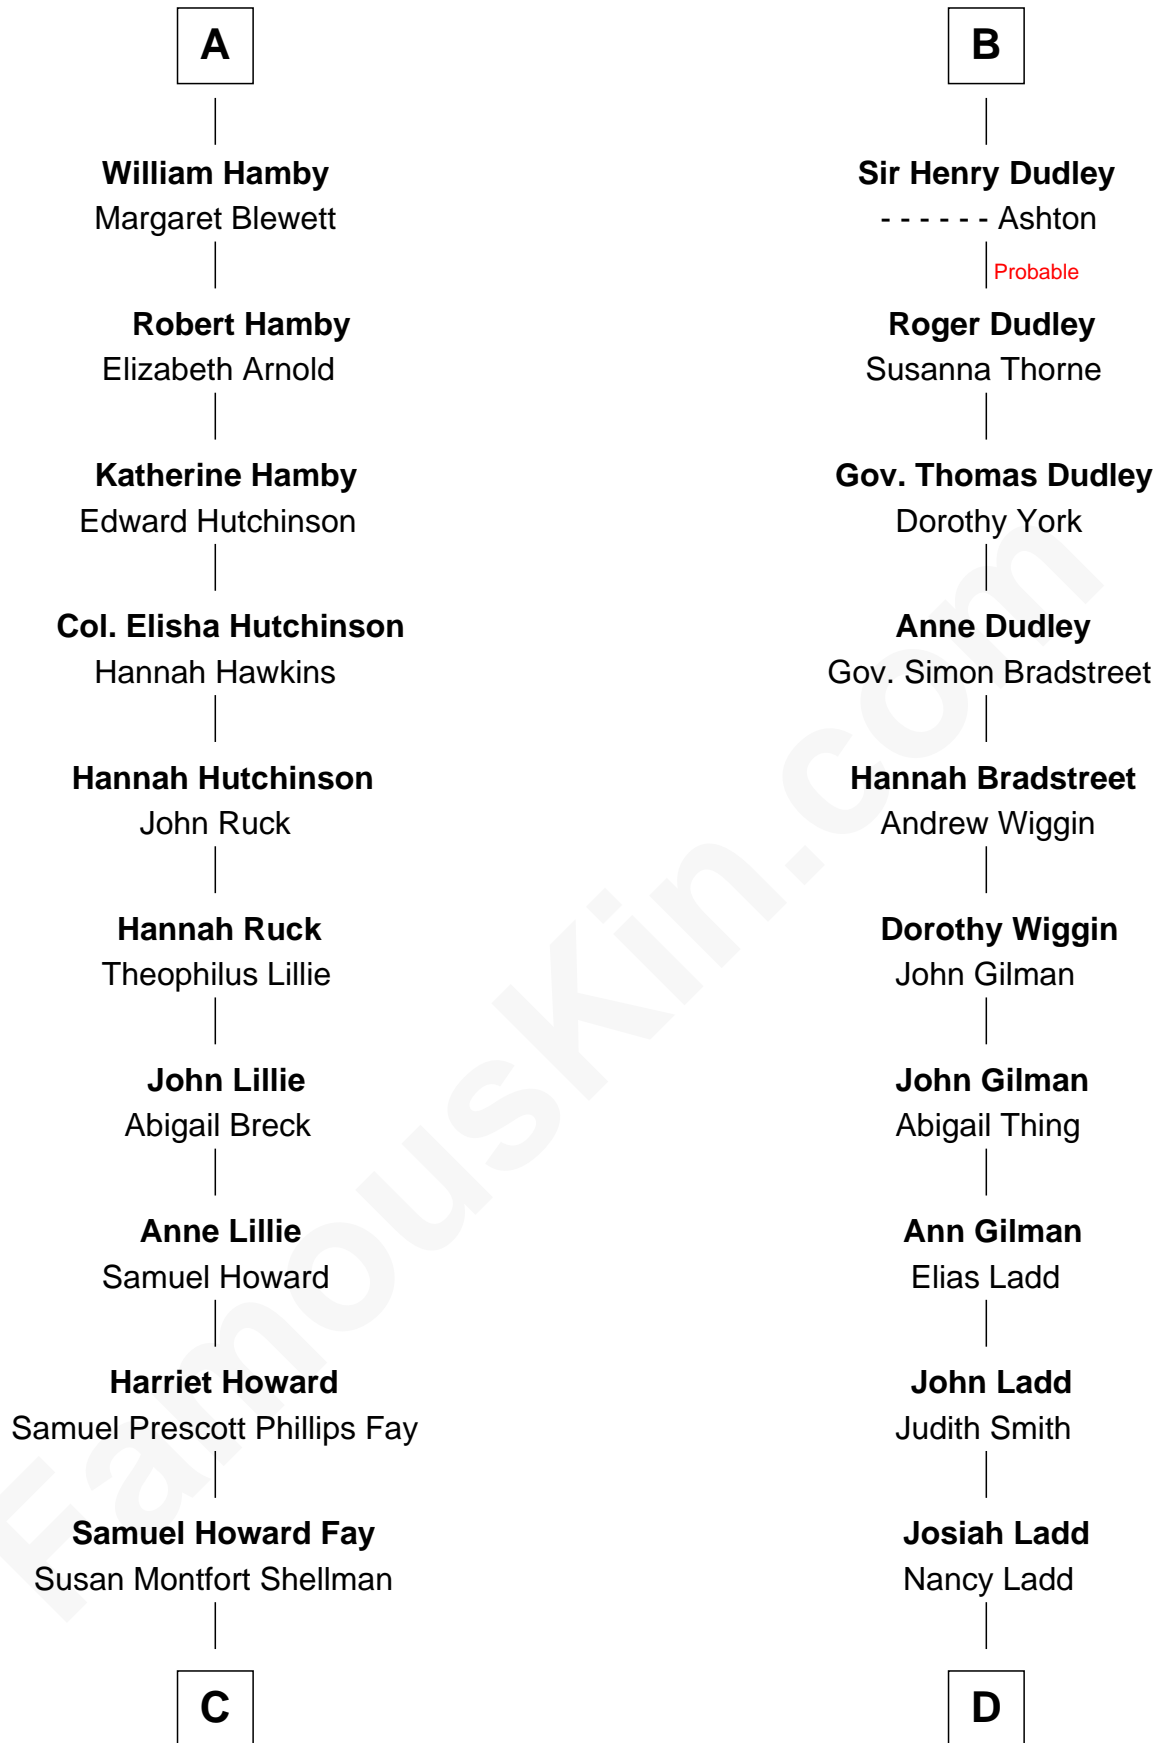 A
William Hamby
Margaret Blewett
Robert Hamby
Elizabeth Arnold
Katherine Hamby
Edward Hutchinson
Col. Elisha Hutchinson
Hannah Hawkins
Hannah Hutchinson
John Ruck
Hannah Ruck
Theophilus Lillie
John Lillie
Abigail Breck
Anne Lillie
Samuel Howard
Harriet Howard
Samuel Prescott Phillips Fay
Samuel Howard Fay
Susan Montfort Shellman
C
B
Sir Henry Dudley
- - - - - - Ashton
Probable
Roger Dudley
Susanna Thorne
Gov. Thomas Dudley
Dorothy York
Anne Dudley
Gov. Simon Bradstreet
Hannah Bradstreet
Andrew Wiggin
Dorothy Wiggin
John Gilman
John Gilman
Abigail Thing
Ann Gilman
Elias Ladd
John Ladd
Judith Smith
Josiah Ladd
Nancy Ladd
D
FamousKin.com